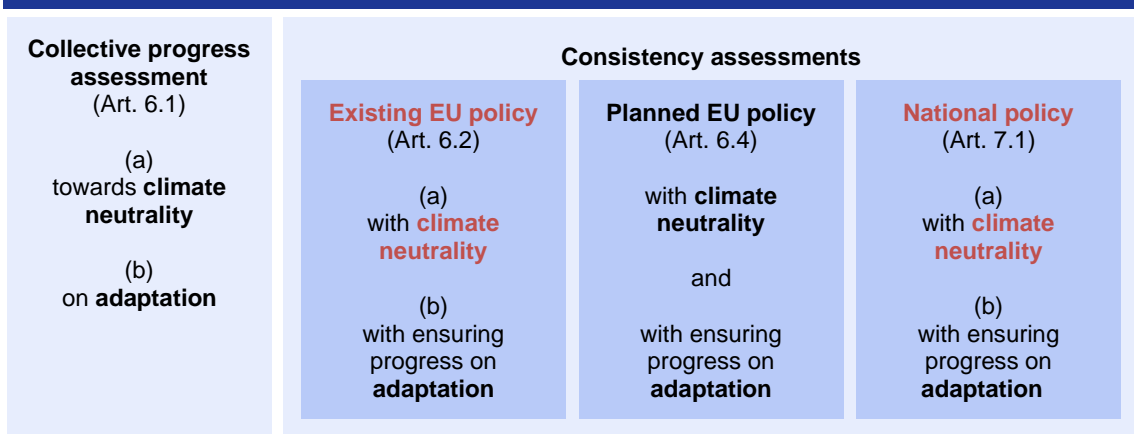 Collective progress
assessment
(Art. 6.1)
(a)
towards climate
neutrality
(b)
on adaptation
Consistency assessments
Existing EU policy
(Art. 6.2)
(a)
with climate
neutrality
(b)
with ensuring
progress on
adaptation
Planned EU policy
(Art. 6.4)
with climate
neutrality
and
with ensuring
progress on
adaptation
National policy
(Art. 7.1)
(a)
with climate
neutrality
(b)
with ensuring
progress on
adaptation